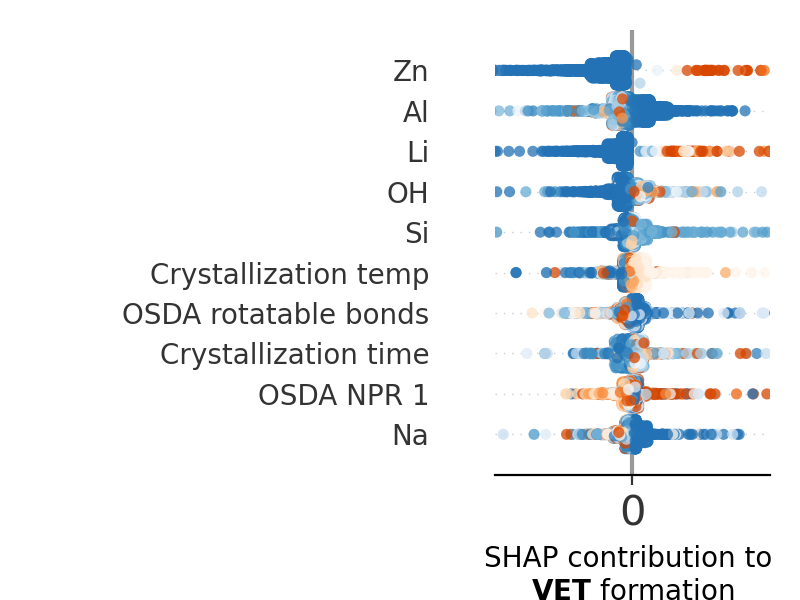 Zn
Al
Li
OH
Si
Crystallization temp
OSDA rotatable bonds
Crystallization time
OSDA NPR 1
Na
0
SHAP contribution to
VET formation